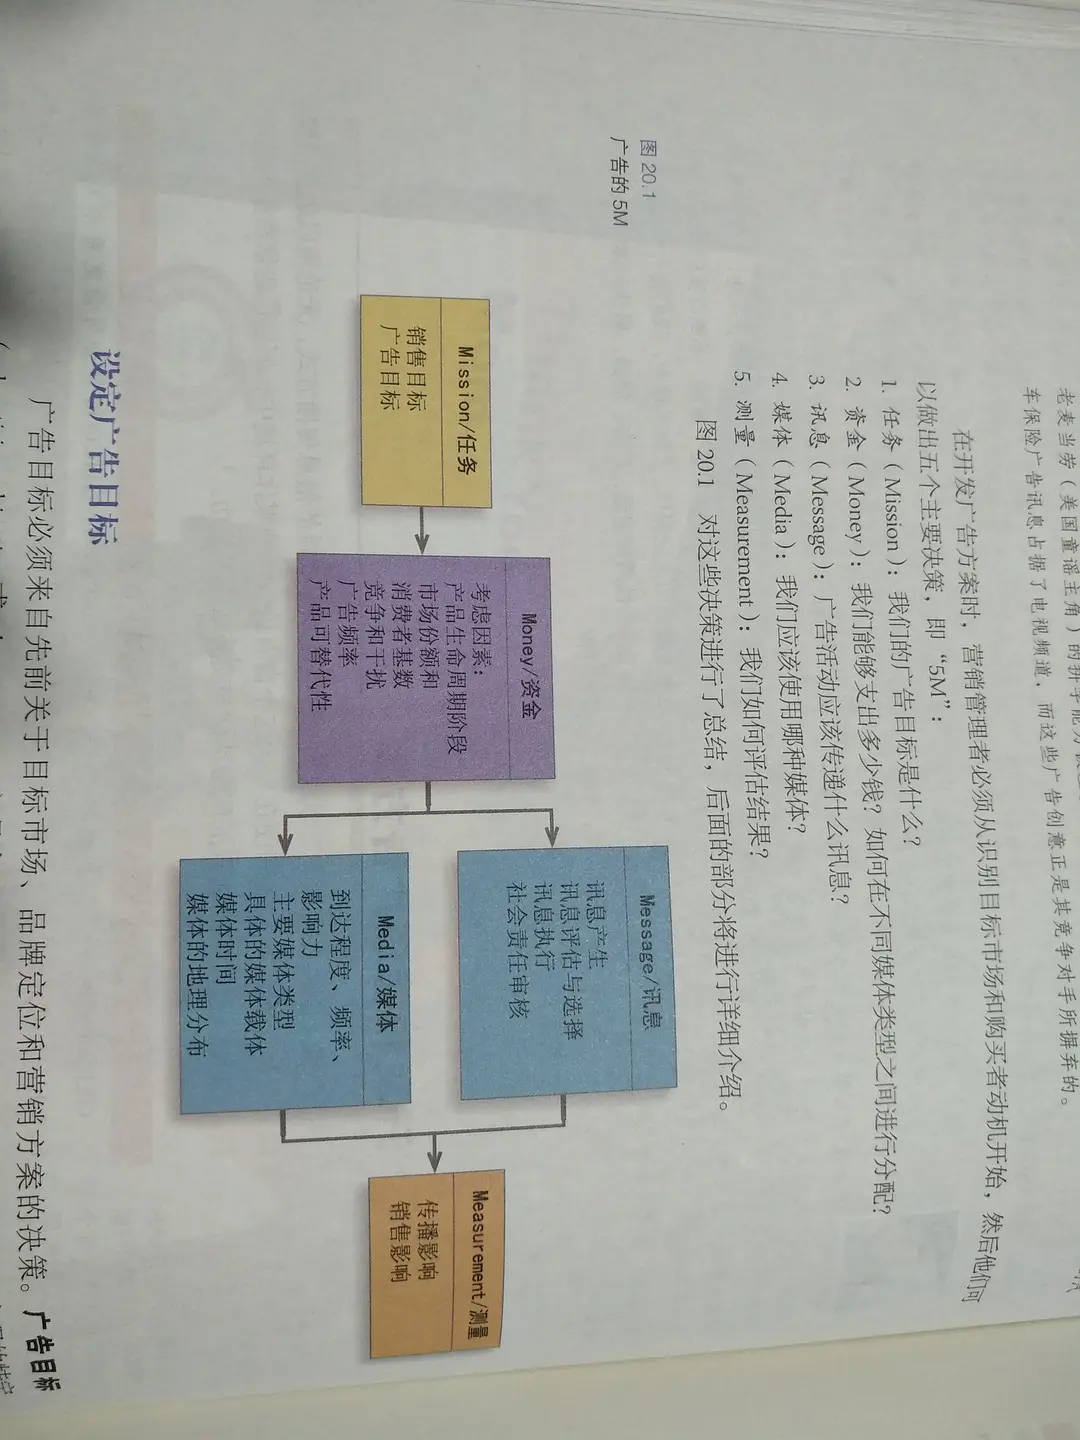 老麦当劳（美国童谣主角）的拼字能力
车保险广告讯息占据了电视频道，而这些广告创意正是其竞争对手所摒弃的。
在开发广告方案时，营销管理者必须从识别目标市场和购买者动机开始，然后他们可
以做出五个主要决策，即“5M”：
1. 任务（Mission）：我们的广告目标是什么？
2. 资金（Money）：我们能够支出多少钱？如何在不同媒体类型之间进行分配？
3. 讯息（Message）：广告活动应该传递什么讯息？
4. 媒体（Media）：我们应该使用哪种媒体？
5. 测量（Measurement）：我们如何评估结果？
图 20.1 对这些决策进行了总结，后面的部分将进行详细介绍。
图 20.1
广告的 5M
Mission/任务
销售目标
广告目标
Money/资金
考虑因素：
产品生命周期阶段
市场份额和
消费者基数
竞争和干扰
广告频率
产品可替代性
Message/讯息
讯息产生
讯息评估与选择
讯息执行
社会责任审核
Media/媒体
到达程度、频率、
影响力
主要媒体类型
具体的媒体载体
媒体时间
媒体的地理分布
Measurement/测量
传播影响
销售影响
设定广告目标
广告目标必须来自先前关于目标市场、品牌定位和营销方案的决策。广告目标